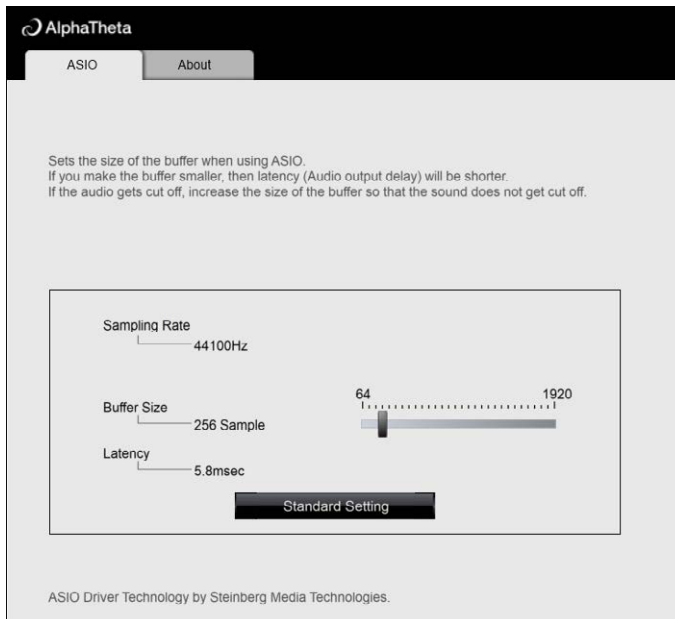 AlphaTheta
ASIO
About
Sets the size of the buffer when using ASIO.
If you make the buffer smaller, then latency (Audio output delay) will be shorter.
If the audio gets cut off, increase the size of the buffer so that the sound does not get cut off.
Sampling Rate
44100Hz
64 1920
Buffer Size
256 Sample
Latency
5.8msec
Standard Setting
ASIO Driver Technology by Steinberg Media Technologies.